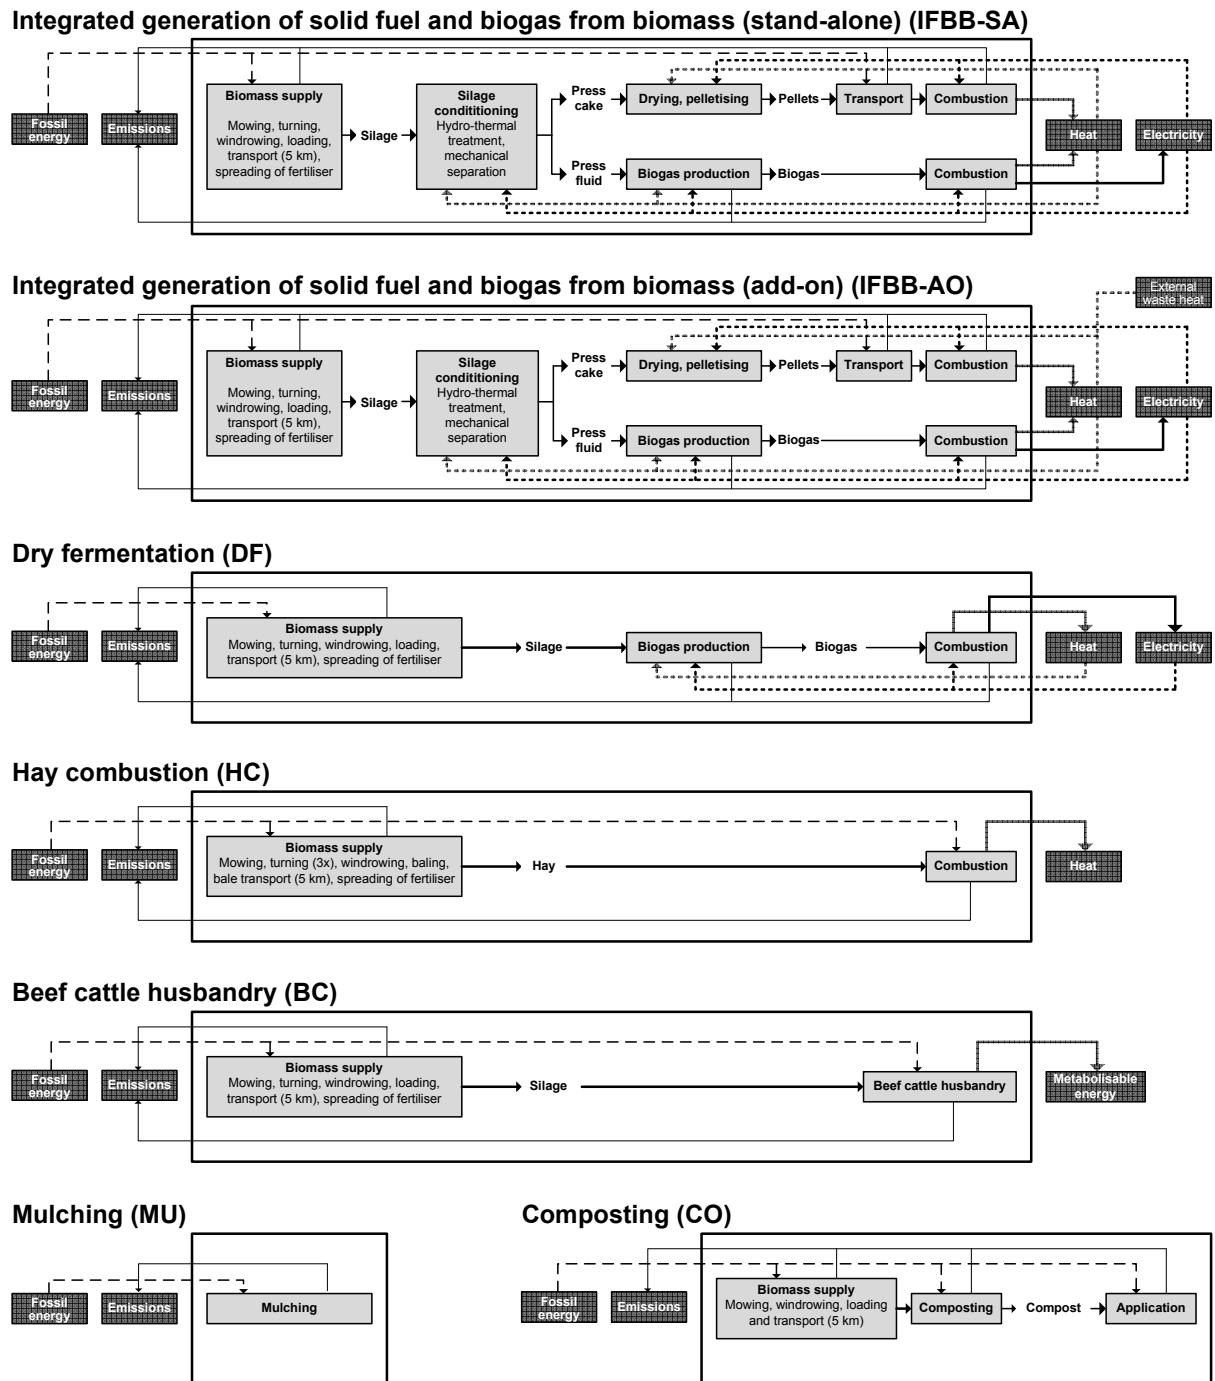 Integrated generation of solid fuel and biogas from biomass (stand-alone) (IFBB-SA)
Fossil
energy
Emissions
Biomass supply
Mowing, turning,
windrowing, loading,
transport (5 km),
spreading of fertiliser
Silage
Silage
condititioning
Hydro-thermal
treatment,
mechanical
separation
Press
cake
Drying, pelletising
Pellets
Transport
Combustion
Press
fluid
Biogas production
Biogas
Combustion
Heat
Electricity
Integrated generation of solid fuel and biogas from biomass (add-on) (IFBB-AO)
External
waste heat
Fossil
energy
Emissions
Biomass supply
Mowing, turning,
windrowing, loading,
transport (5 km),
spreading of fertiliser
Silage
Silage
condititioning
Hydro-thermal
treatment,
mechanical
separation
Press
cake
Drying, pelletising
Pellets
Transport
Combustion
Press
fluid
Biogas production
Biogas
Combustion
Heat
Electricity
Dry fermentation (DF)
Fossil
energy
Emissions
Biomass supply
Mowing, turning, windrowing, loading,
transport (5 km), spreading of fertiliser
Silage
Biogas production
Biogas
Combustion
Heat
Electricity
Hay combustion (HC)
Fossil
energy
Emissions
Biomass supply
Mowing, turning (3x), windrowing, baling,
bale transport (5 km), spreading of fertiliser
Hay
Combustion
Heat
Beef cattle husbandry (BC)
Fossil
energy
Emissions
Biomass supply
Mowing, turning, windrowing, loading,
transport (5 km), spreading of fertiliser
Silage
Beef cattle husbandry
Metabolisable
energy
Mulching (MU)
Fossil
energy
Emissions
Mulching
Composting (CO)
Fossil
energy
Emissions
Biomass supply
Mowing, windrowing, loading
and transport (5 km)
Composting
Compost
Application